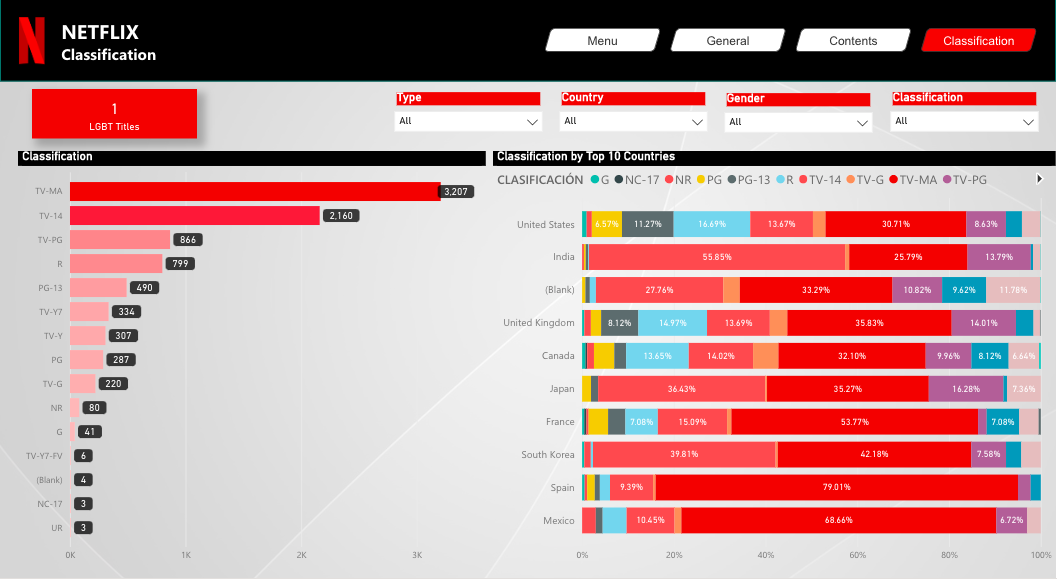 NETFLIX
Classification
Menu
General
Contents
Classification
1
LGBT Titles
Type
All
Country
All
Gender
All
Classification
All
Classification
TV-MA 3,207
TV-14 2,160
TV-PG 866
R 799
PG-13 490
TV-Y7 334
TV-Y 307
PG 287
TV-G 220
NR 80
G 41
TV-Y7-FV 6
(Blank) 4
NC-17 3
UR 3
0K 1K 2K 3K
Classification by Top 10 Countries
CLASIFICACIÓN G NC-17 NR PG PG-13 R TV-14 TV-G TV-MA TV-PG
United States 6.57% 11.27% 16.69% 13.67% 30.71% 8.63%
India 55.85% 25.79% 13.79%
(Blank) 27.76% 33.29% 10.82% 9.62% 11.78%
United Kingdom 8.12% 14.97% 13.69% 35.83% 14.01%
Canada 13.65% 14.02% 32.10% 9.96% 8.12% 6.64%
Japan 36.43% 35.27% 16.28% 7.36%
France 7.08% 15.09% 53.77% 7.08%
South Korea 39.81% 42.18% 7.58%
Spain 9.39% 79.01%
Mexico 10.45% 68.66% 6.72%
0% 20% 40% 60% 80% 100%